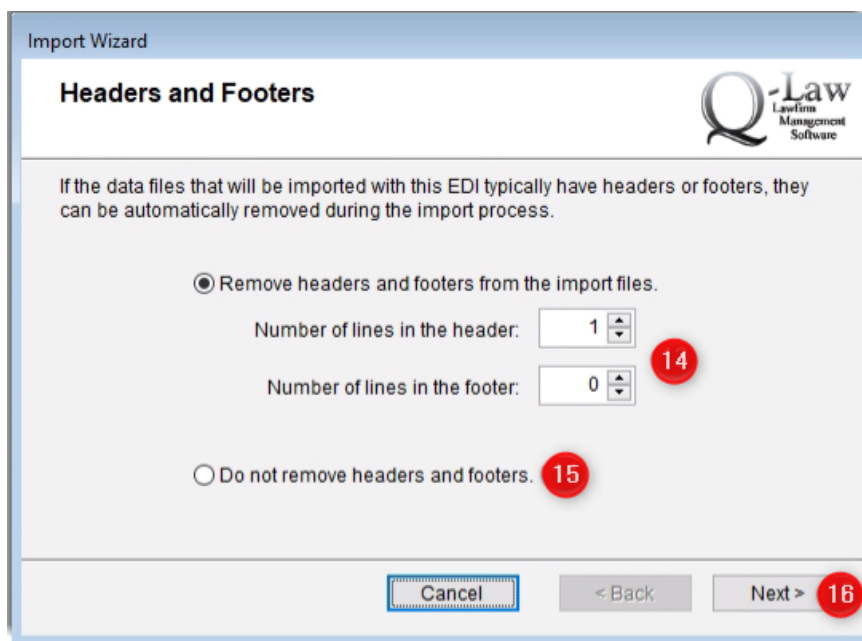 Import Wizard
Headers and Footers
Q-Law
Lawfirm
Management
Software
If the data files that will be imported with this EDI typically have headers or footers, they
can be automatically removed during the import process.
Remove headers and footers from the import files.
Number of lines in the header: 1
14
Number of lines in the footer: 0
Do not remove headers and footers. 15
Cancel < Back Next > 16